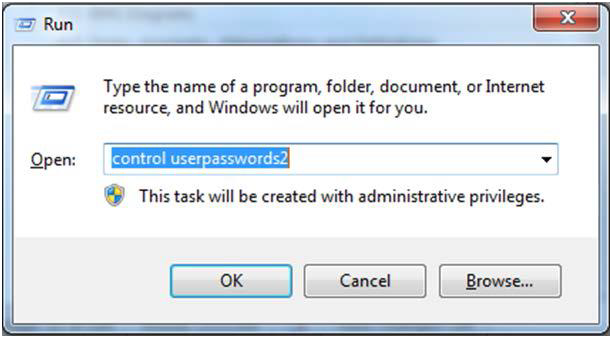 Run
Type the name of a program, folder, document, or Internet
resource, and Windows will open it for you.
Open:
control userpasswords2
This task will be created with administrative privileges.
OK
Cancel
Browse...